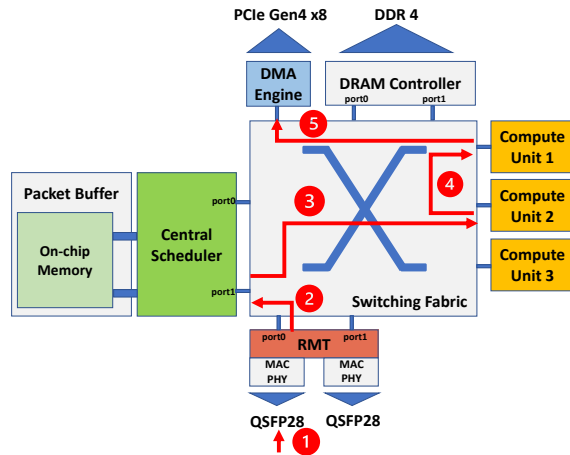 PCIe Gen4 x8
DDR 4
DMA
Engine
DRAM Controller
port0
port1
5
Compute
Unit 1
4
Packet Buffer
On-chip
Memory
Central
Scheduler
port0
port1
3
Compute
Unit 2
2
Compute
Unit 3
Switching Fabric
port0
port1
RMT
MAC
PHY
MAC
PHY
QSFP28
QSFP28
1